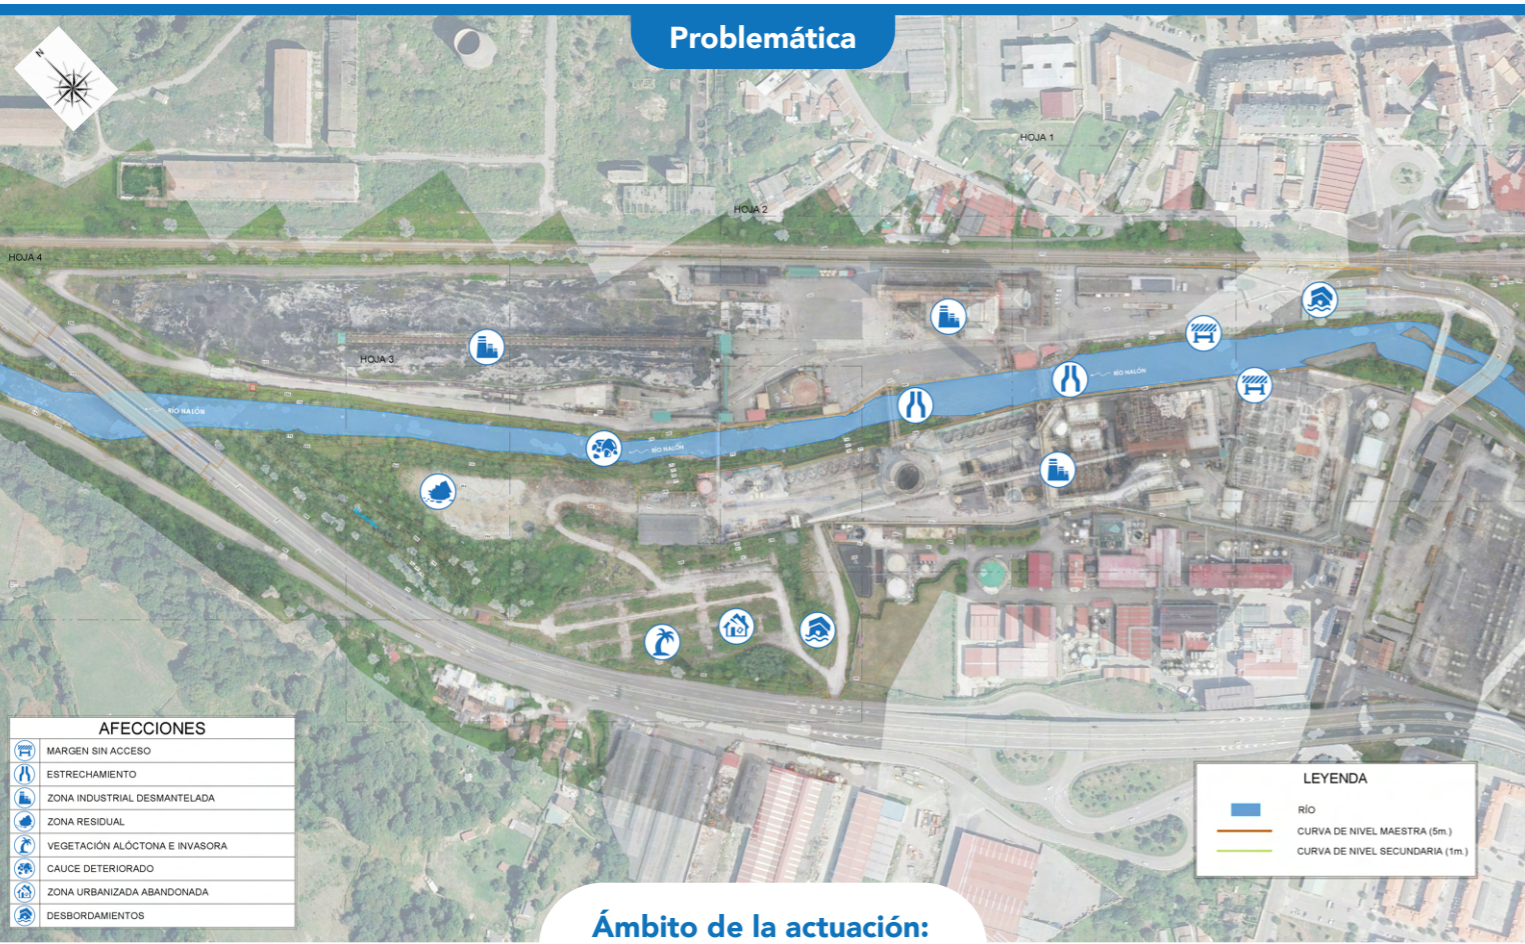 Problemática
N
HOJA 1
HOJA 2
HOJA 4
HOJA 3
RÍO NALÓN
RÍO NALÓN
RÍO NALÓN
AFECCIONES
MARGEN SIN ACCESO
ESTRECHAMIENTO
ZONA INDUSTRIAL DESMANTELADA
ZONA RESIDUAL
VEGETACIÓN ALÓCTONA E INVASORA
CAUCE DETERIORADO
ZONA URBANIZADA ABANDONADA
DESBORDAMIENTOS
LEYENDA
RÍO
CURVA DE NIVEL MAESTRA (5m.)
CURVA DE NIVEL SECUNDARIA (1m.)
Ámbito de la actuación: